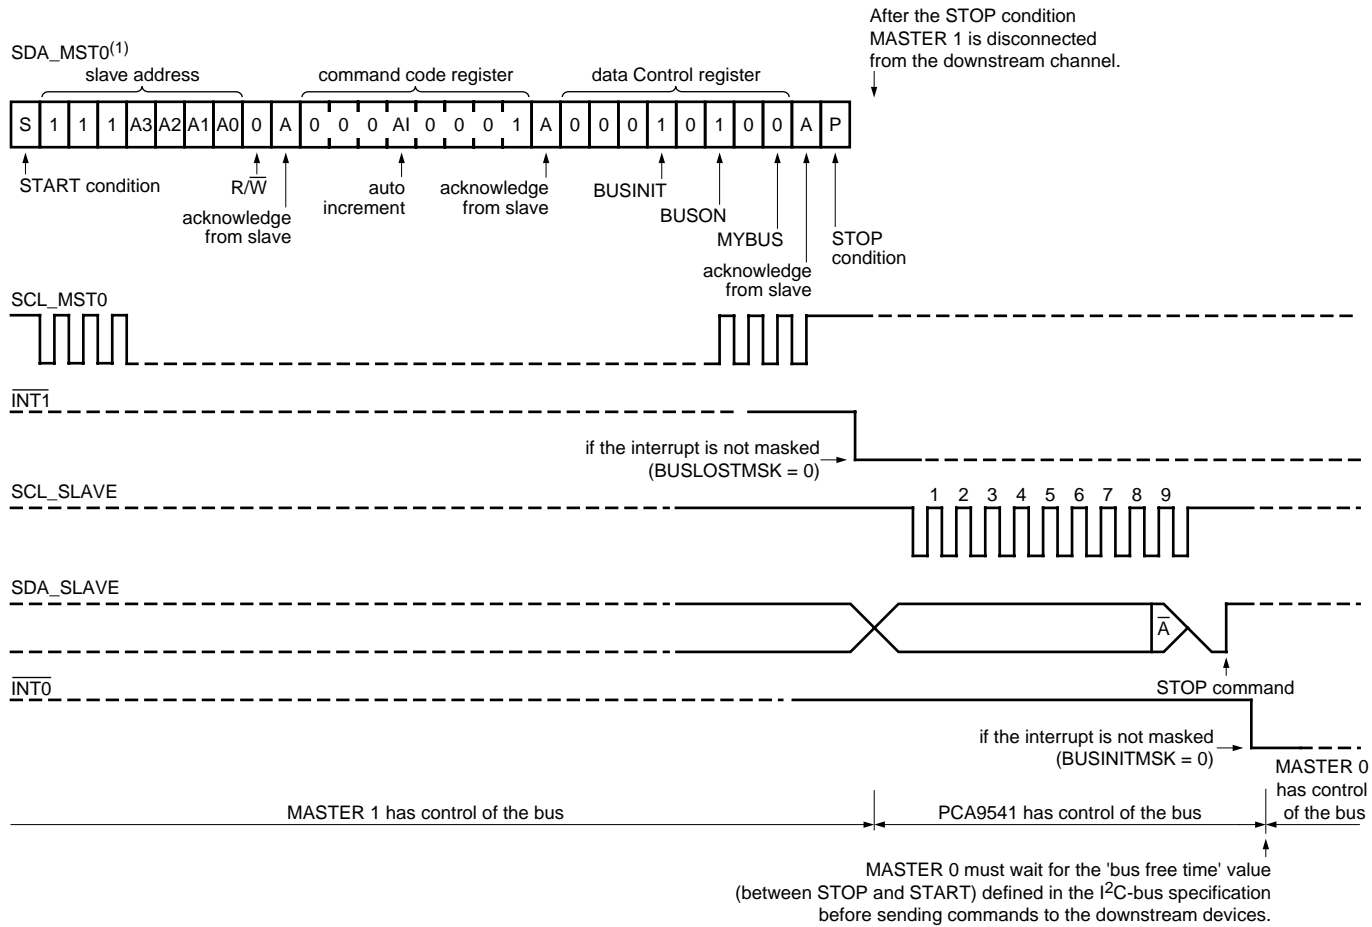 After the STOP condition
MASTER 1 is disconnected
from the downstream channel.
SDA_MST0(1)
slave address
command code register
data Control register
S 1 1 1 A3 A2 A1 A0 0 A 0 0 0 AI 0 0 0 1 A 0 0 0 1 0 1 0 0 A P
START condition
R/W̅
acknowledge
from slave
auto
increment
acknowledge
from slave
BUSINIT
BUSON
MYBUS
acknowledge
from slave
STOP
condition
SCL_MST0
I̅N̅T̅1̅
if the interrupt is not masked
(BUSLOSTMSK = 0)
SCL_SLAVE
1 2 3 4 5 6 7 8 9
SDA_SLAVE
A̅
STOP command
I̅N̅T̅0̅
if the interrupt is not masked
(BUSINITMSK = 0)
MASTER 1 has control of the bus
PCA9541 has control of the bus
MASTER 0
has control
of the bus
MASTER 0 must wait for the 'bus free time' value
(between STOP and START) defined in the I2C-bus specification
before sending commands to the downstream devices.